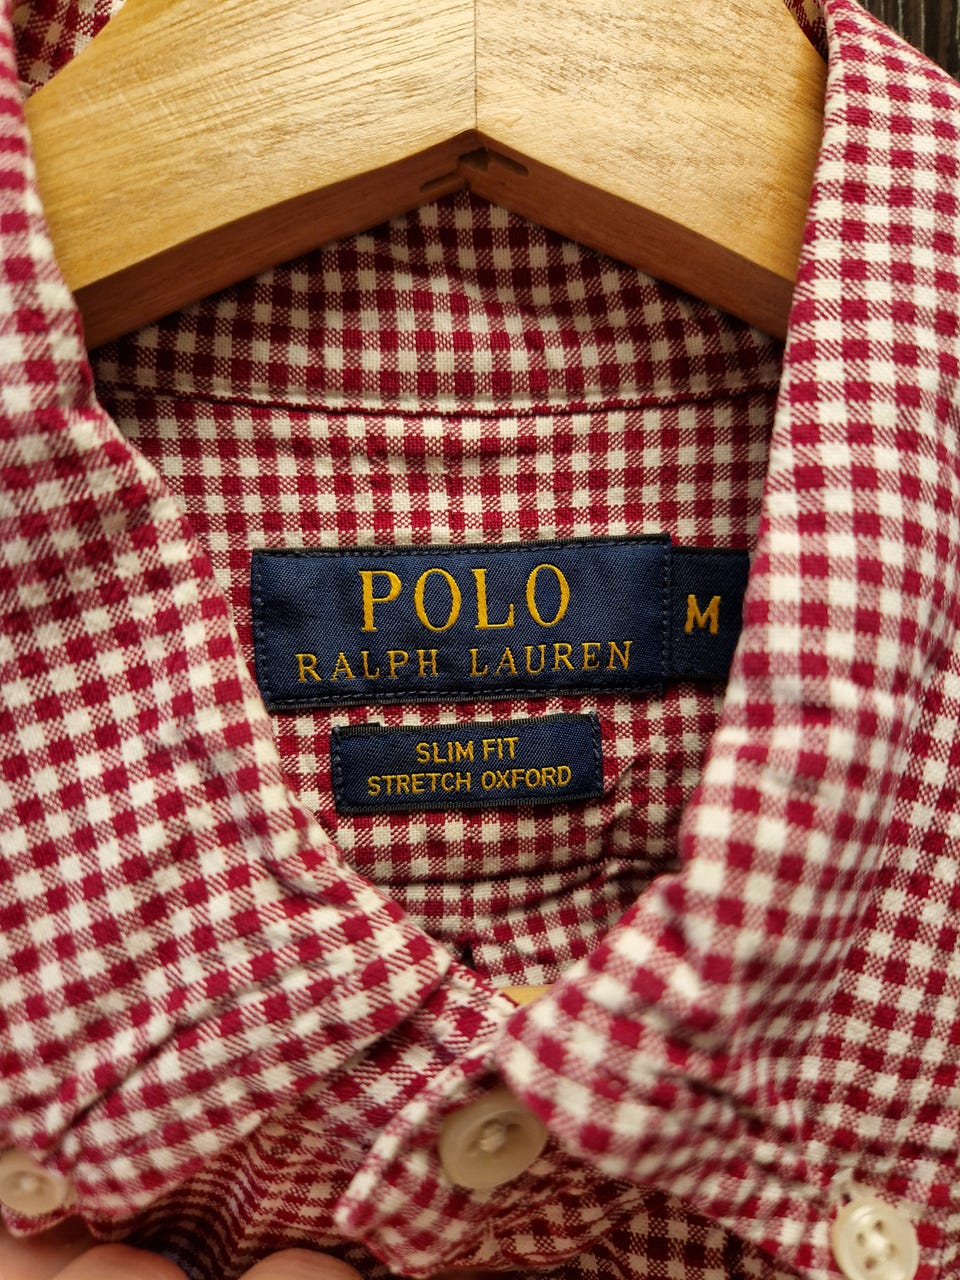 POLO
RALPH LAUREN
M
SLIM FIT
STRETCH OXFORD